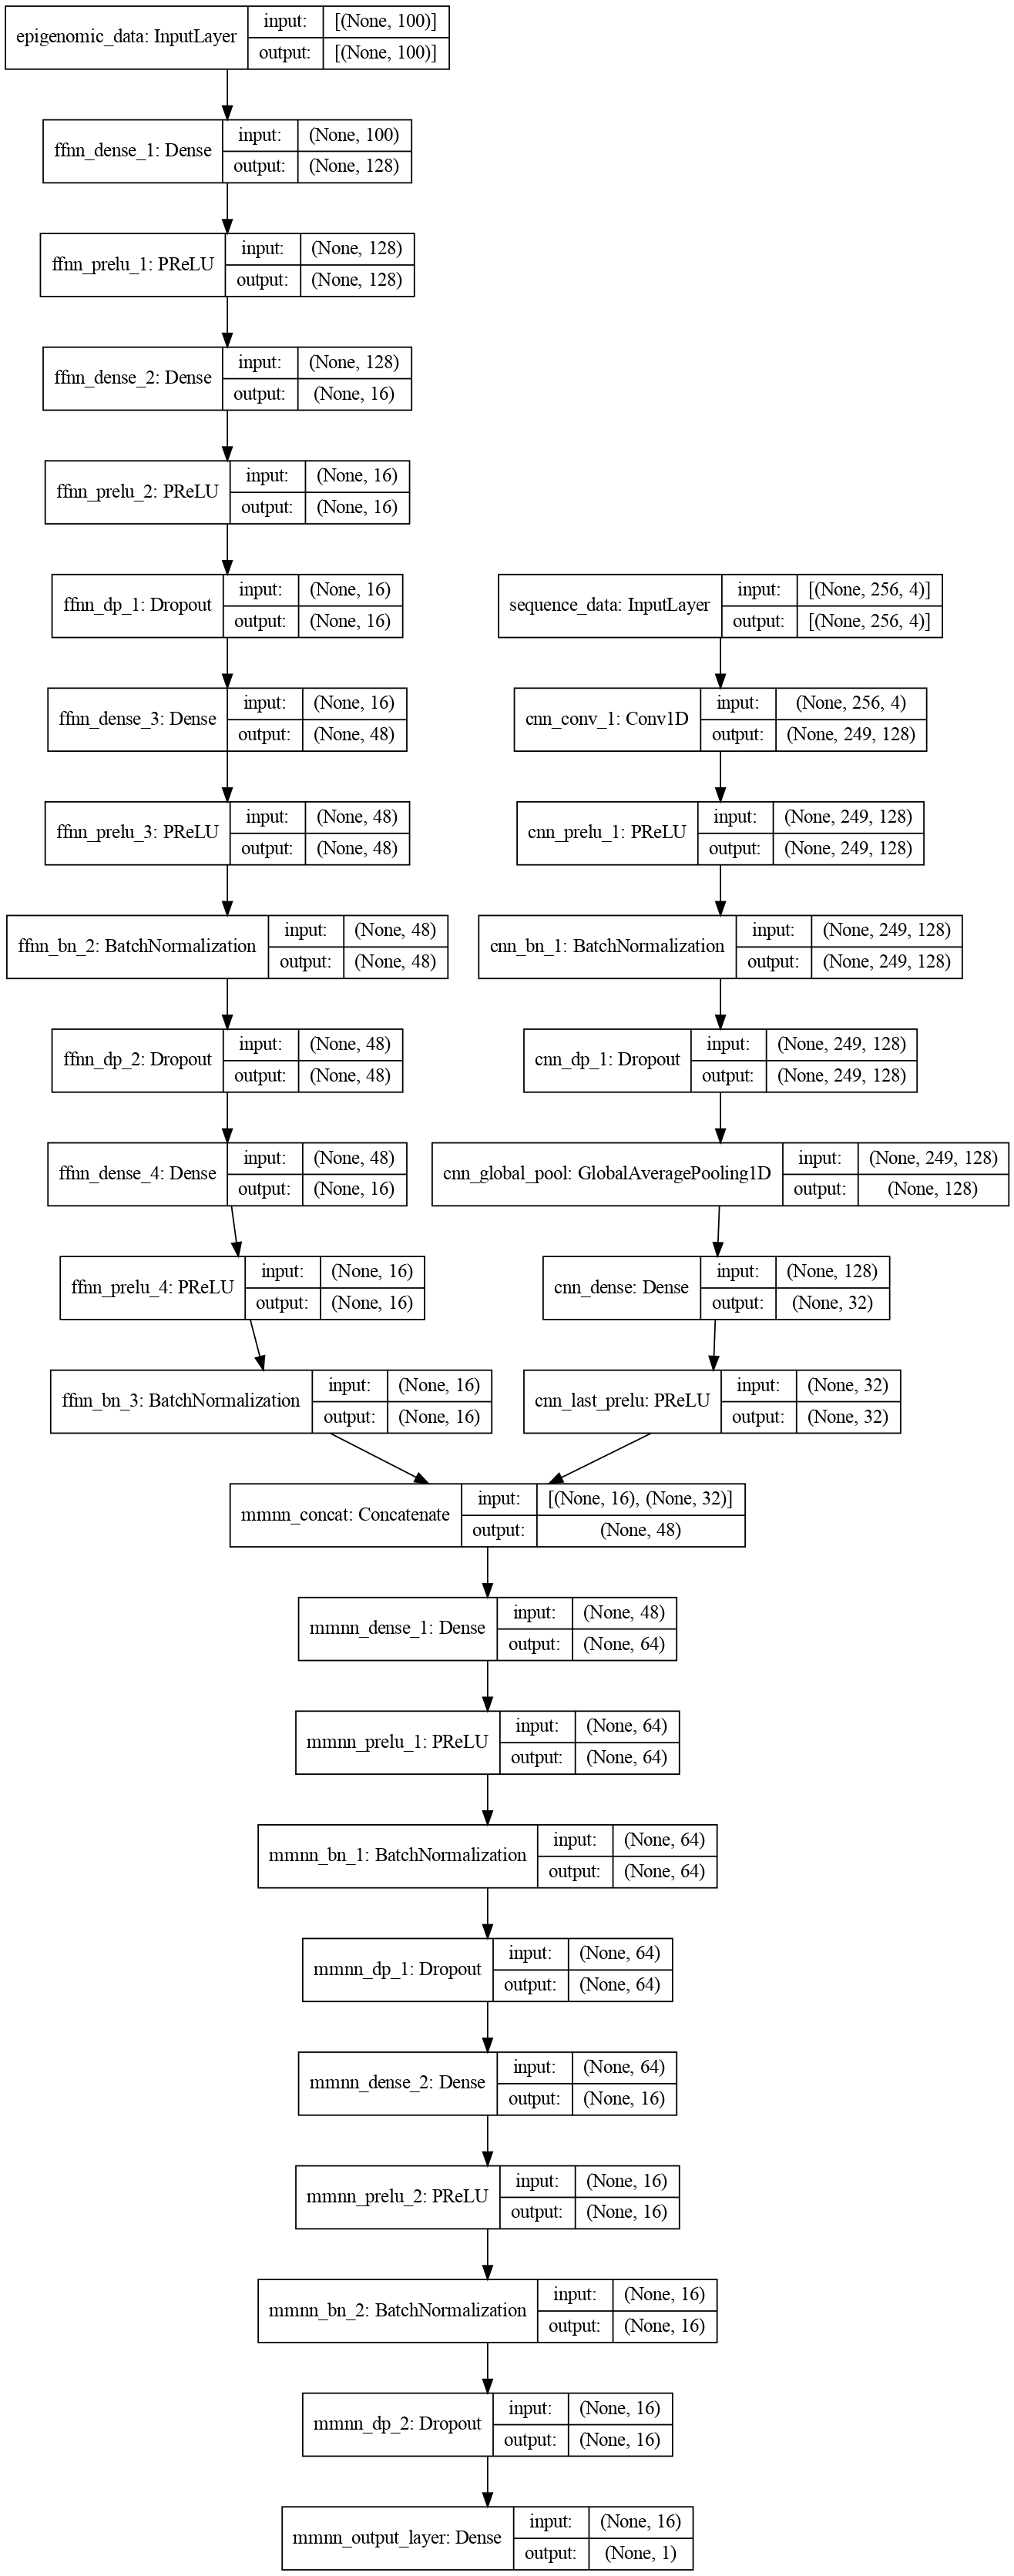 epigenomic_data: InputLayer
input: [(None, 100)]
output: [(None, 100)]
ffnn_dense_1: Dense
input: (None, 100)
output: (None, 128)
ffnn_prelu_1: PReLU
input: (None, 128)
output: (None, 128)
ffnn_dense_2: Dense
input: (None, 128)
output: (None, 16)
ffnn_prelu_2: PReLU
input: (None, 16)
output: (None, 16)
ffnn_dp_1: Dropout
input: (None, 16)
output: (None, 16)
ffnn_dense_3: Dense
input: (None, 16)
output: (None, 48)
ffnn_prelu_3: PReLU
input: (None, 48)
output: (None, 48)
ffnn_bn_2: BatchNormalization
input: (None, 48)
output: (None, 48)
ffnn_dp_2: Dropout
input: (None, 48)
output: (None, 48)
ffnn_dense_4: Dense
input: (None, 48)
output: (None, 16)
ffnn_prelu_4: PReLU
input: (None, 16)
output: (None, 16)
ffnn_bn_3: BatchNormalization
input: (None, 16)
output: (None, 16)
sequence_data: InputLayer
input: [(None, 256, 4)]
output: [(None, 256, 4)]
cnn_conv_1: Conv1D
input: (None, 256, 4)
output: (None, 249, 128)
cnn_prelu_1: PReLU
input: (None, 249, 128)
output: (None, 249, 128)
cnn_bn_1: BatchNormalization
input: (None, 249, 128)
output: (None, 249, 128)
cnn_dp_1: Dropout
input: (None, 249, 128)
output: (None, 249, 128)
cnn_global_pool: GlobalAveragePooling1D
input: (None, 249, 128)
output: (None, 128)
cnn_dense: Dense
input: (None, 128)
output: (None, 32)
cnn_last_prelu: PReLU
input: (None, 32)
output: (None, 32)
mmnn_concat: Concatenate
input: [(None, 16), (None, 32)]
output: (None, 48)
mmnn_dense_1: Dense
input: (None, 48)
output: (None, 64)
mmnn_prelu_1: PReLU
input: (None, 64)
output: (None, 64)
mmnn_bn_1: BatchNormalization
input: (None, 64)
output: (None, 64)
mmnn_dp_1: Dropout
input: (None, 64)
output: (None, 64)
mmnn_dense_2: Dense
input: (None, 64)
output: (None, 16)
mmnn_prelu_2: PReLU
input: (None, 16)
output: (None, 16)
mmnn_bn_2: BatchNormalization
input: (None, 16)
output: (None, 16)
mmnn_dp_2: Dropout
input: (None, 16)
output: (None, 16)
mmnn_output_layer: Dense
input: (None, 16)
output: (None, 1)